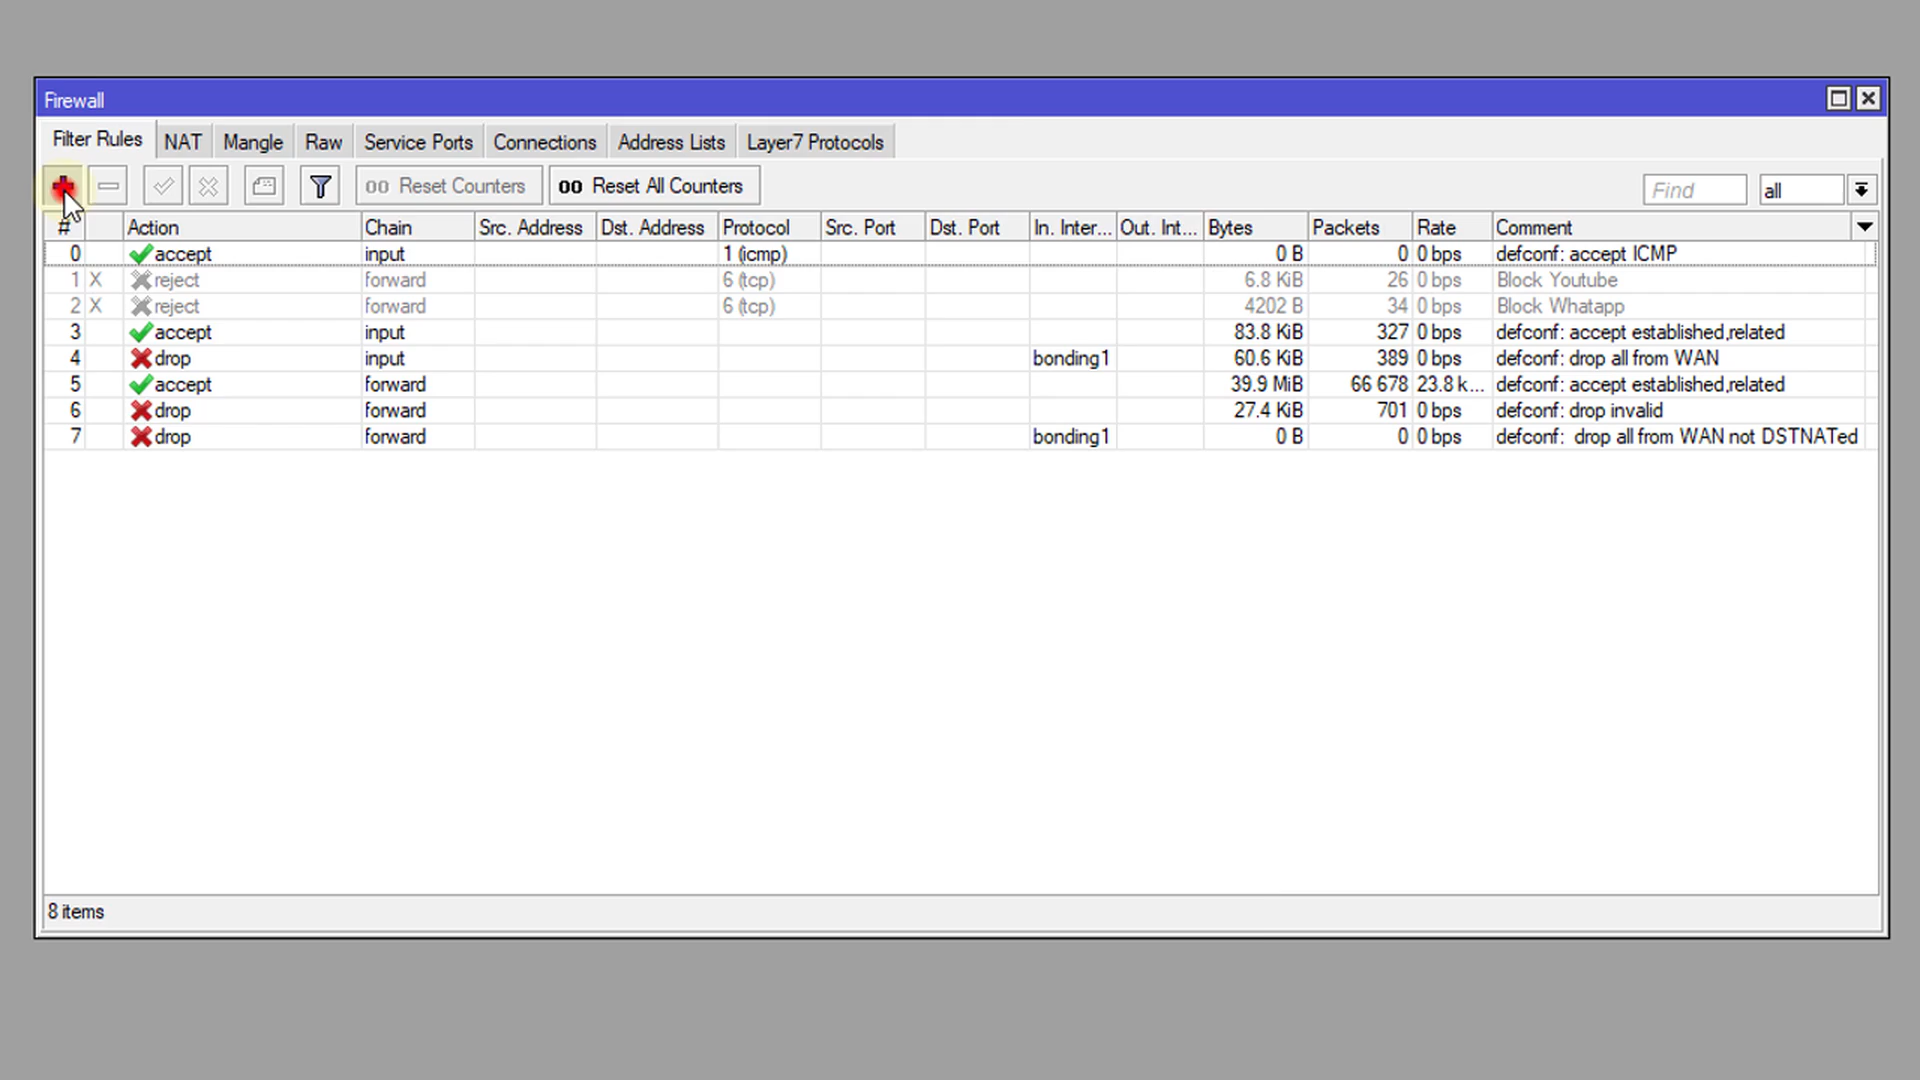 Firewall
Filter Rules NAT Mangle Raw Service Ports Connections Address Lists Layer7 Protocols
00 Reset Counters 00 Reset All Counters Find all
# Action Chain Src. Address Dst. Address Protocol Src. Port Dst. Port In. Inter... Out. Int... Bytes Packets Rate Comment
0 accept input 1 (icmp) 0 B 0 0 bps defconf: accept ICMP
1 X reject forward 6 (tcp) 6.8 KiB 26 0 bps Block Youtube
2 X reject forward 6 (tcp) 4202 B 34 0 bps Block Whatapp
3 accept input 83.8 KiB 327 0 bps defconf: accept established,related
4 drop input bonding1 60.6 KiB 389 0 bps defconf: drop all from WAN
5 accept forward 39.9 MiB 66 678 23.8 k... defconf: accept established,related
6 drop forward 27.4 KiB 701 0 bps defconf: drop invalid
7 drop forward bonding1 0 B 0 0 bps defconf:  drop all from WAN not DSTNATed
8 items